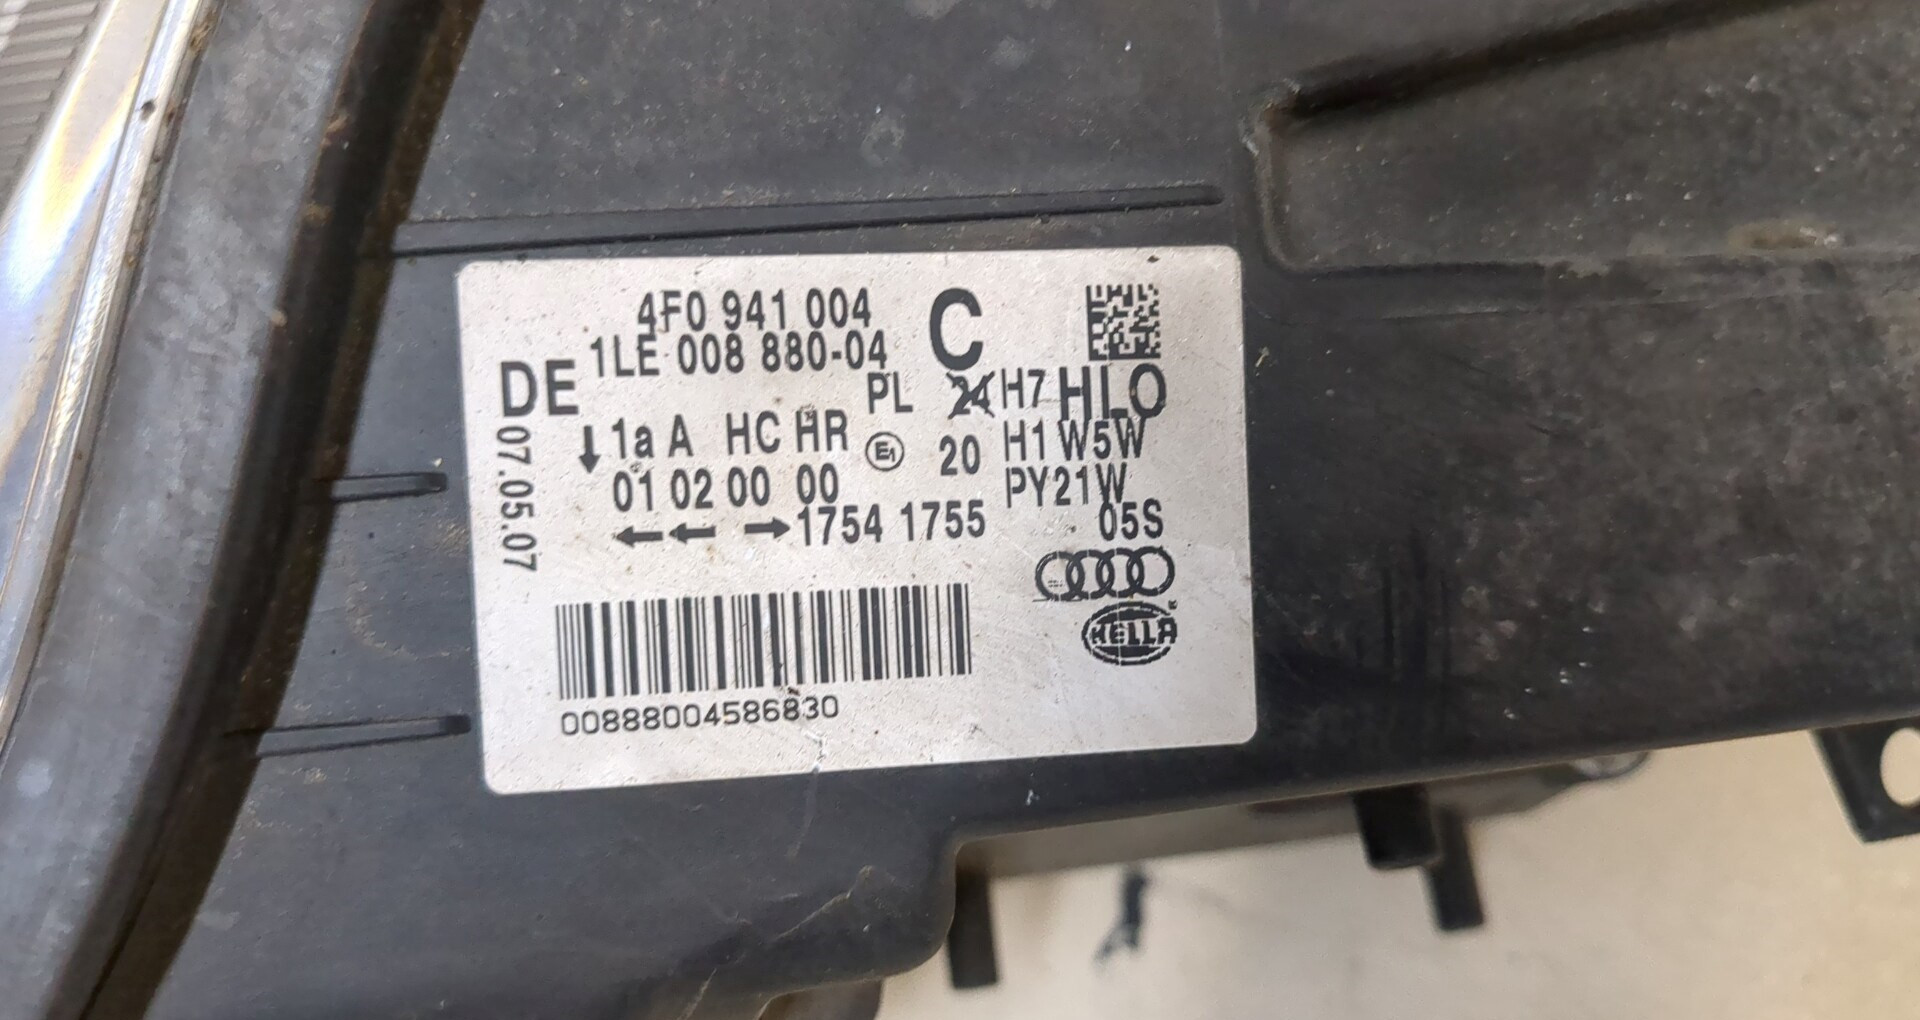 4F0 941 004 C
1LE 008 880-04
DE PL 24 H7 HLO
1a A HC HR E1 20 H1 W5W
01 02 00 00 PY21W
1754 1755 05S
07.05.07
HELLA®
00888004586830